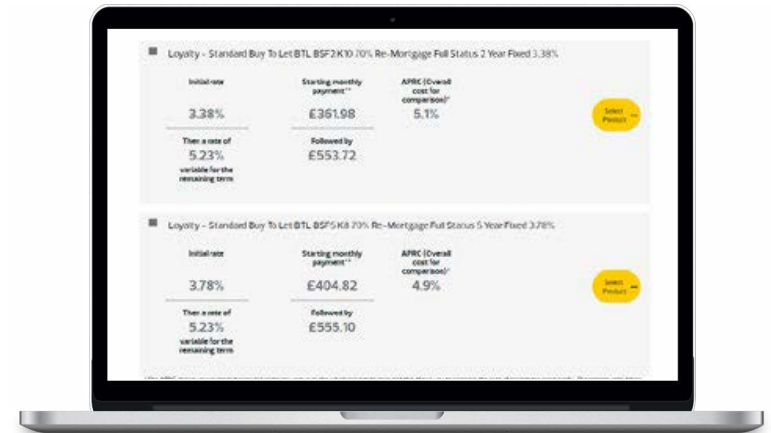 Loyalty - Standard Buy To Let BTL BSF2 K10 70% Re-Mortgage Full Status 2 Year Fixed 3.38%
Initial rate
Starting monthly
payment**
APRC (Overall
cost for
comparison)*
3.38%
£361.98
5.1%
Select
Product
Then a rate of
Followed by
5.23%
£553.72
variable for the
remaining term
Loyalty - Standard Buy To Let BTL BSF5 K8 70% Re-Mortgage Full Status 5 Year Fixed 3.78%
Initial rate
Starting monthly
payment**
APRC (Overall
cost for
comparison)*
3.78%
£404.82
4.9%
Select
Product
Then a rate of
Followed by
5.23%
£555.10
variable for the
remaining term